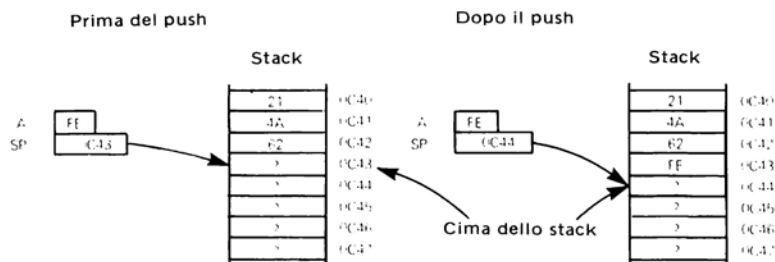 Prima del push
Dopo il push
Stack
Stack
21 0C40
A FE 4A 0C41
SP 0C43 62 0C42
? 0C43
? 0C44
? 0C45
? 0C46
? 0C47
21 0C40
A FE 4A 0C41
SP 0C44 62 0C42
FE 0C43
? 0C44
? 0C45
? 0C46
? 0C47
Cima dello stack